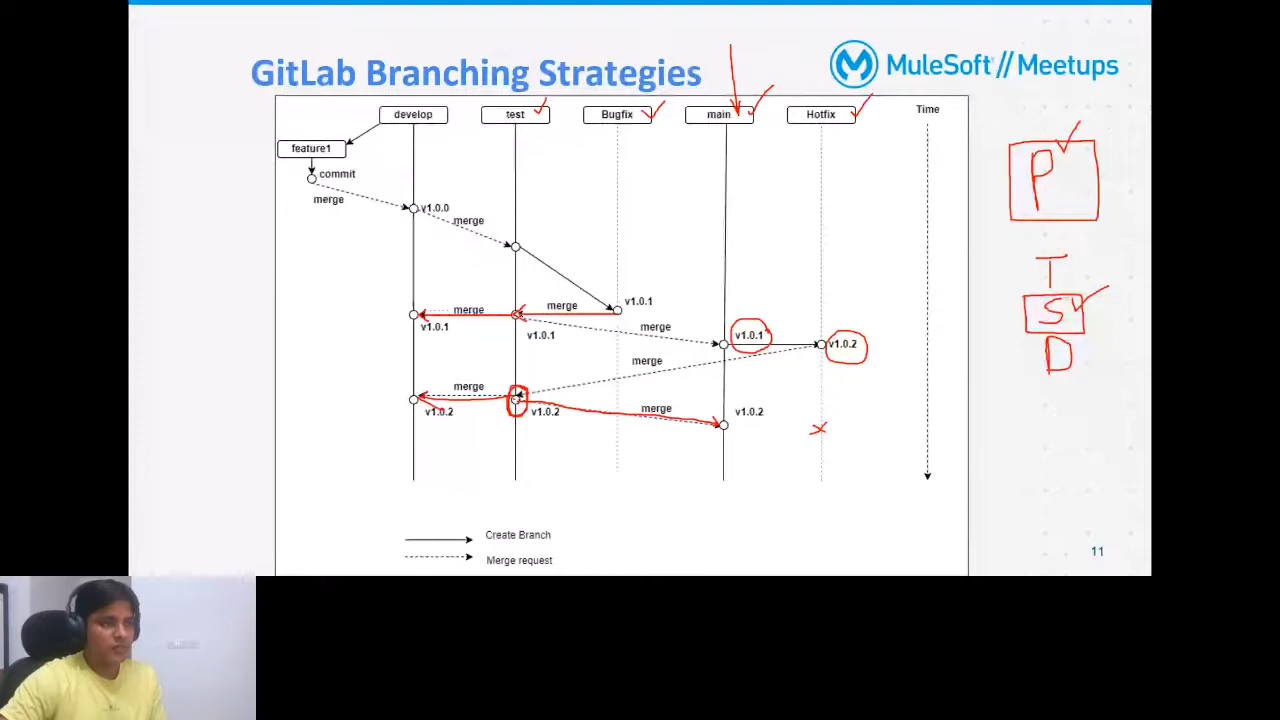 GitLab Branching Strategies
MuleSoft // Meetups
develop
test
Bugfix
main
Hotfix
Time
feature1
commit
merge
v1.0.0
merge
P
T
S
D
v1.0.1
merge
merge
v1.0.1
v1.0.1
merge
v1.0.1
v1.0.2
merge
merge
v1.0.2
v1.0.2
merge
v1.0.2
x
Create Branch
Merge request
11